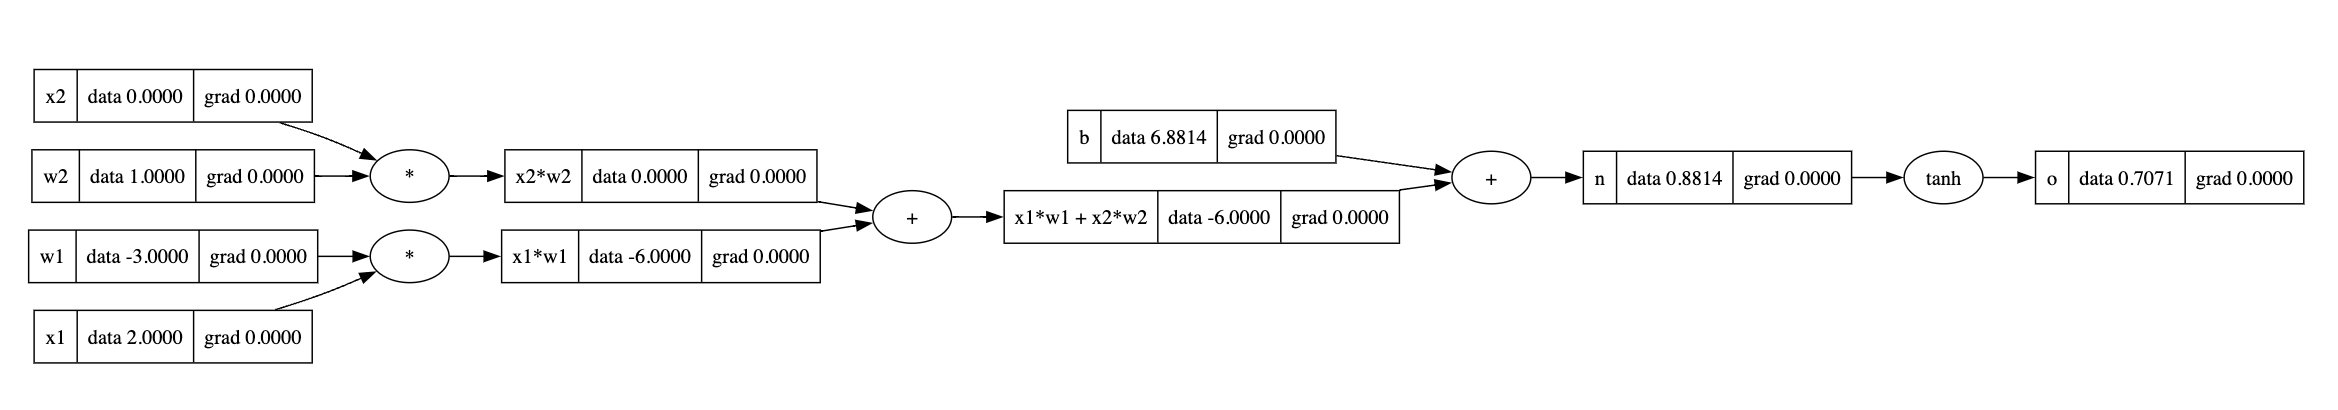 x2 data 0.0000 grad 0.0000
w2 data 1.0000 grad 0.0000
w1 data -3.0000 grad 0.0000
x1 data 2.0000 grad 0.0000
*
*
x2*w2 data 0.0000 grad 0.0000
x1*w1 data -6.0000 grad 0.0000
+
b data 6.8814 grad 0.0000
x1*w1 + x2*w2 data -6.0000 grad 0.0000
+
n data 0.8814 grad 0.0000
tanh
o data 0.7071 grad 0.0000